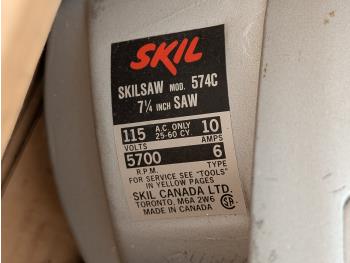 SKIL
SKILSAW MOD. 574C
7¼ INCH SAW
115 A.C. ONLY 10
VOLTS 25-60 CY. AMPS
5700 6
R.P.M. TYPE
FOR SERVICE SEE "TOOLS"
IN YELLOW PAGES
SKIL CANADA LTD.
TORONTO, M6A 2W6
MADE IN CANADA